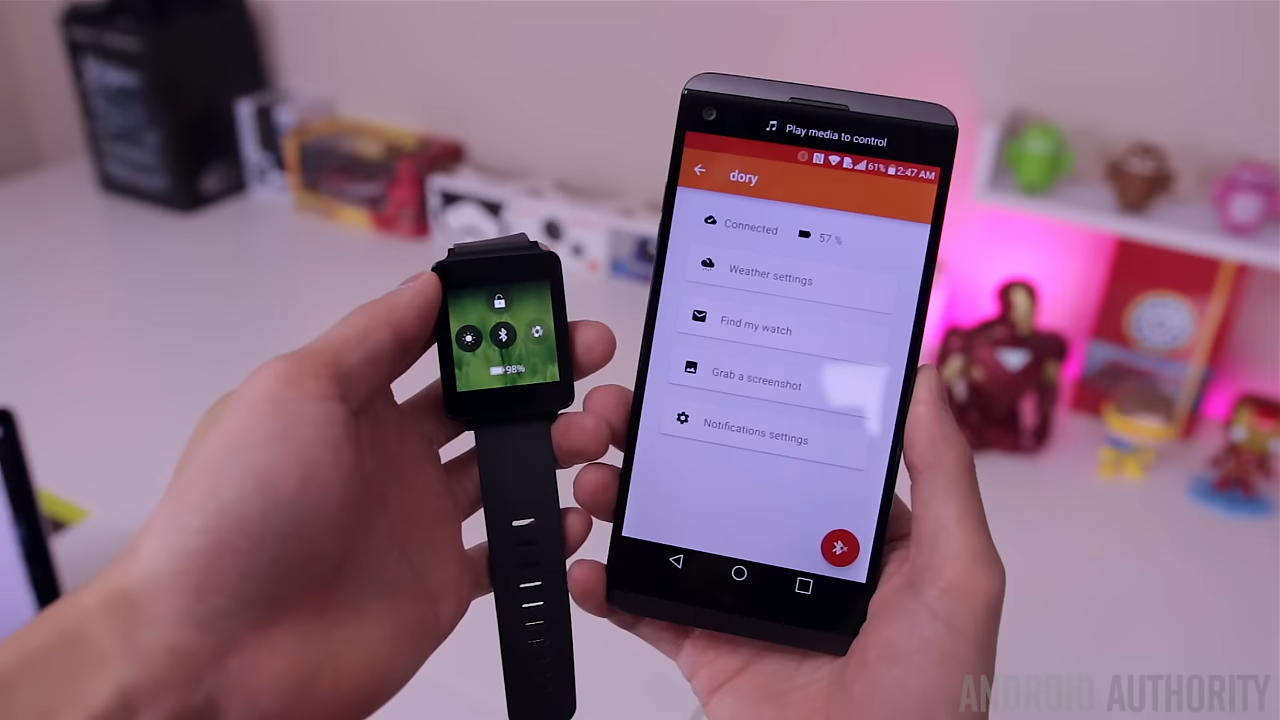 Play media to control
61% 2:47 AM
dory
Connected 57 %
Weather settings
Find my watch
Grab a screenshot
Notifications settings
98%
ANDROID AUTHORITY